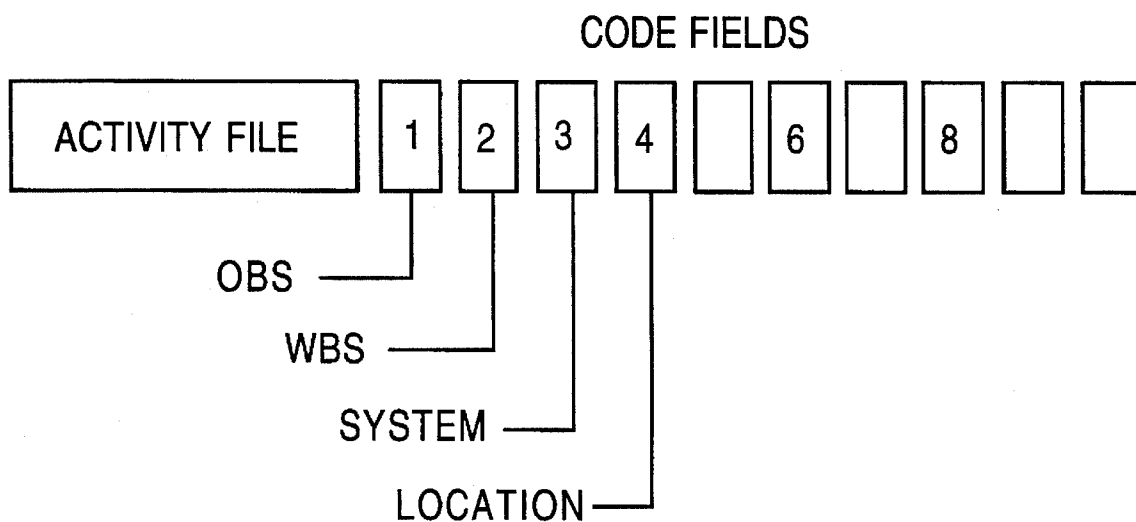 CODE FIELDS
ACTIVITY FILE 1 2 3 4 6 8
OBS
WBS
SYSTEM
LOCATION